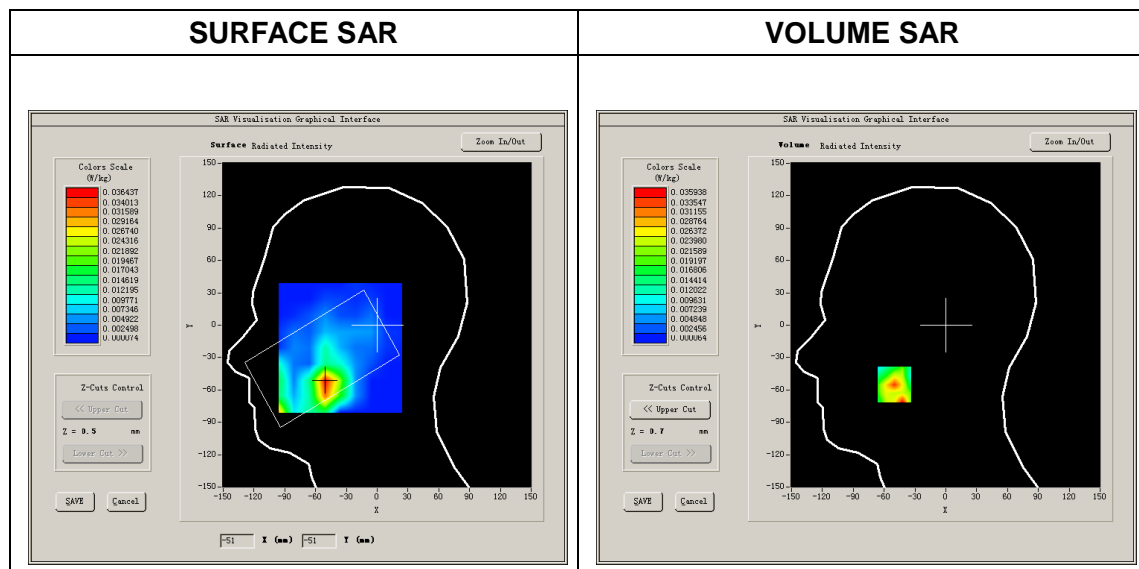 SURFACE SAR
VOLUME SAR
SAR Visualisation Graphical Interface
Surface Radiated Intensity
Zoom In/Out
Colors Scale
(W/kg)
0.036437
0.034013
0.031589
0.029164
0.026740
0.024316
0.021892
0.019467
0.017043
0.014619
0.012195
0.009771
0.007346
0.004922
0.002498
0.000074
150
120
90
60
30
0
-30
-60
-90
-120
-150
Y
-150 -120 -90 -60 -30 0 30 60 90 120 150
X
Z-Cuts Control
<< Upper Cut
Z = 0.5 mm
Lower Cut >>
SAVE Cancel
-51 X (mm) -51 Y (mm)
SAR Visualisation Graphical Interface
Volume Radiated Intensity
Zoom In/Out
Colors Scale
(W/kg)
0.035938
0.033547
0.031155
0.028764
0.026372
0.023980
0.021589
0.019197
0.016806
0.014414
0.012022
0.009631
0.007239
0.004848
0.002456
0.000064
150
120
90
60
30
0
-30
-60
-90
-120
-150
Y
-150 -120 -90 -60 -30 0 30 60 90 120 150
X
Z-Cuts Control
<< Upper Cut
Z = 0.7 mm
Lower Cut >>
SAVE Cancel